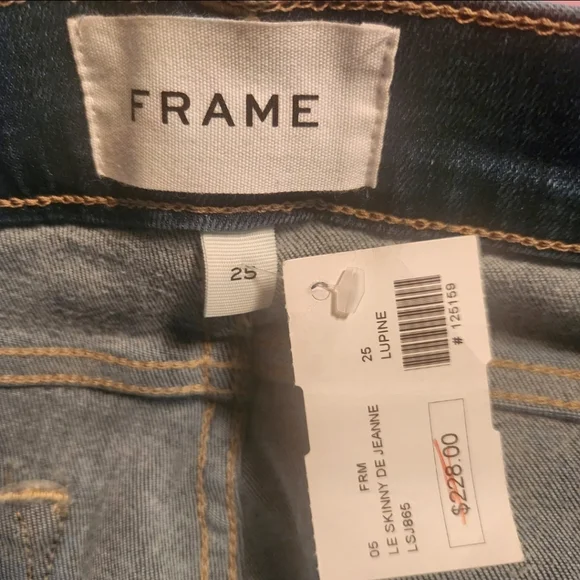 FRAME
25
25
LUPINE
# 125159
05 FRM
LE SKINNY DE JEANNE
LSJ865
$228.00